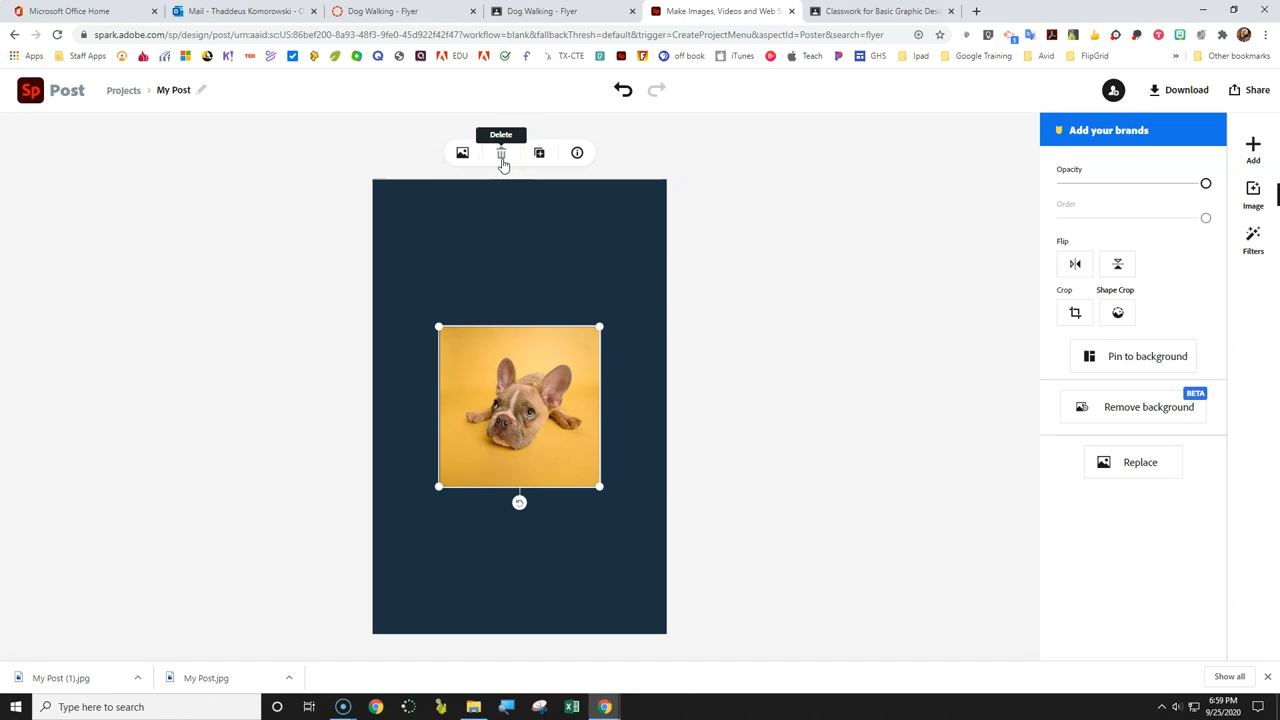 Microsoft Office Home
Mail - Thaddeus Komorowski - O
Dog Walking - Flyer
Dog Walking - Flyer
Make Images, Videos and Web S
Classwork for Basic Graphic Des
spark.adobe.com/sp/design/post/urn:aaid:sc:US:86bef200-8a93-48f3-9fe0-45d922f42f47?workflow=blank&fallbackThresh=default&trigger=CreateProjectMenu&aspectId=Poster&search=flyer
Apps
Staff Apps
EDU
TX-CTE
off book
iTunes
Teach
GHS
Ipad
Google Training
Avid
FlipGrid
»
Other bookmarks
Sp Post
Projects > My Post
Download
Share
Delete
Add your brands
Opacity
Order
Flip
Crop
Shape Crop
Pin to background
BETA
Remove background
Replace
Add
Image
Filters
My Post (1).jpg
My Post.jpg
Show all
Type here to search
6:59 PM
9/25/2020